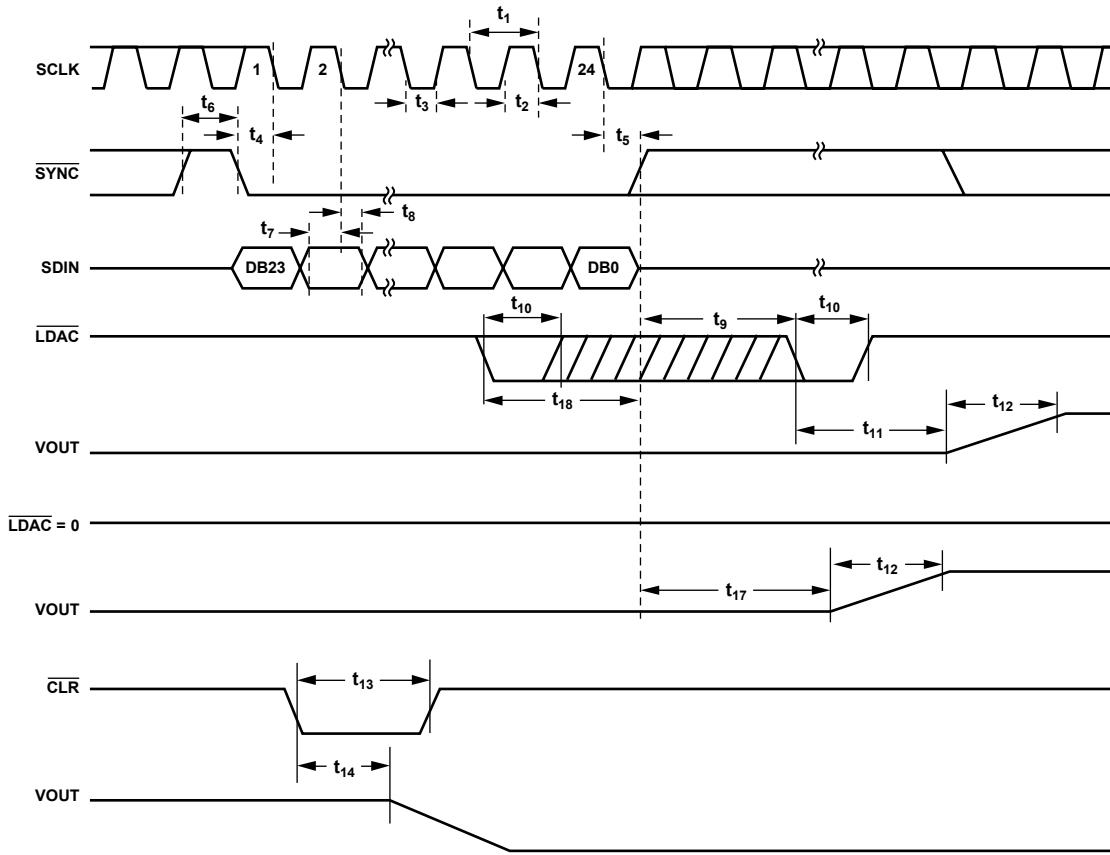 t1
SCLK
1
2
24
t6
t4
t3
t2
t5
SYNC
t7
t8
SDIN
DB23
DB0
t10
t9
t10
LDAC
t18
t11
t12
VOUT
LDAC = 0
t12
VOUT
t17
t13
CLR
t14
VOUT